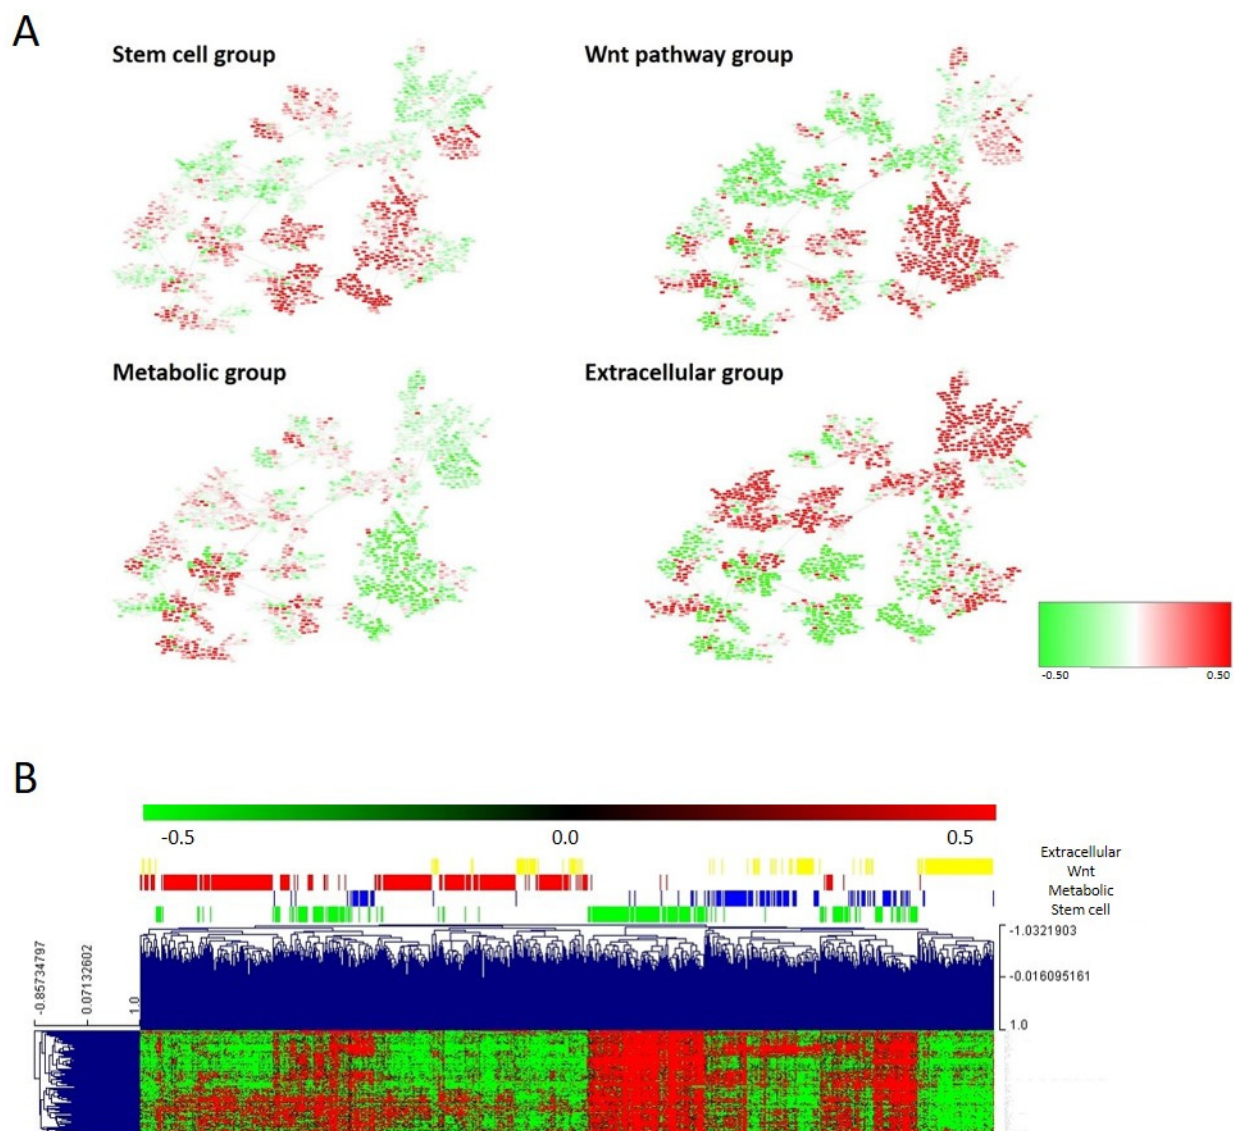 A
Stem cell group
Wnt pathway group
Metabolic group
Extracellular group
-0.50
0.50
B
-0.5
0.0
0.5
Extracellular
Wnt
Metabolic
Stem cell
-1.0321903
-0.016095161
1.0
-0.85734797
0.07132602
1.0